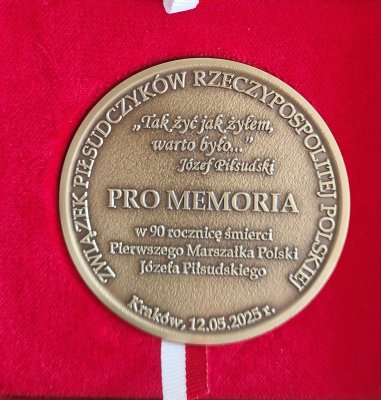 ZWIĄZEK PIŁSUDCZYKÓW RZECZYPOSPOLITEJ POLSKIEJ
„Tak żyć jak żyłem,
warto było..."
Józef Piłsudski
PRO MEMORIA
w 90 rocznicę śmierci
Pierwszego Marszałka Polski
Józefa Piłsudskiego
Kraków, 12.05.2025 r.